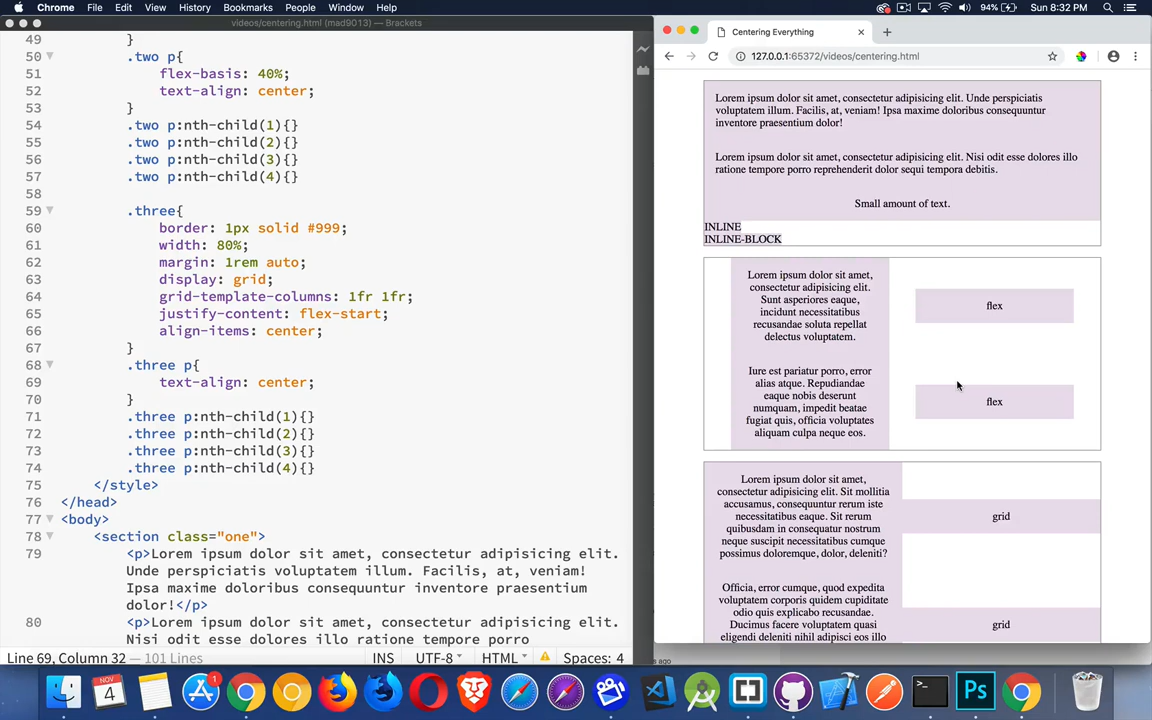 Chrome File Edit View History Bookmarks People Window Help 94% Sun 8:32 PM
videos/centering.html (mad9013) — Brackets
49 }
50 .two p{
51 flex-basis: 40%;
52 text-align: center;
53 }
54 .two p:nth-child(1){}
55 .two p:nth-child(2){}
56 .two p:nth-child(3){}
57 .two p:nth-child(4){}
58
59 .three{
60 border: 1px solid #999;
61 width: 80%;
62 margin: 1rem auto;
63 display: grid;
64 grid-template-columns: 1fr 1fr;
65 justify-content: flex-start;
66 align-items: center;
67 }
68 .three p{
69 text-align: center;
70 }
71 .three p:nth-child(1){}
72 .three p:nth-child(2){}
73 .three p:nth-child(3){}
74 .three p:nth-child(4){}
75 </style>
76 </head>
77 <body>
78 <section class="one">
79 <p>Lorem ipsum dolor sit amet, consectetur adipisicing elit.
Unde perspiciatis voluptatem illum. Facilis, at, veniam!
Ipsa maxime doloribus consequuntur inventore praesentium
dolor!</p>
80 <p>Lorem ipsum dolor sit amet, consectetur adipisicing elit.
Nisi odit esse dolores illo ratione tempore porro
Line 69, Column 32 — 101 Lines
INS UTF-8 HTML Spaces: 4
Centering Everything
127.0.0.1:65372/videos/centering.html
Lorem ipsum dolor sit amet, consectetur adipisicing elit. Unde perspiciatis
voluptatem illum. Facilis, at, veniam! Ipsa maxime doloribus consequuntur
inventore praesentium dolor!
Lorem ipsum dolor sit amet, consectetur adipisicing elit. Nisi odit esse dolores illo
ratione tempore porro reprehenderit dolor sequi tempora debitis.
Small amount of text.
INLINE
INLINE-BLOCK
Lorem ipsum dolor sit amet,
consectetur adipisicing elit.
Sunt asperiores eaque,
incidunt necessitatibus
recusandae soluta repellat
delectus voluptatem.
flex
Iure est pariatur porro, error
alias atque. Repudiandae
eaque nobis deserunt
numquam, impedit beatae
fugiat quis, officia voluptates
aliquam culpa neque eos.
flex
Lorem ipsum dolor sit amet,
consectetur adipisicing elit. Sit mollitia
accusamus, consequuntur rerum iste
necessitatibus eaque. Sit rerum
quibusdam in consequatur nostrum
neque suscipit necessitatibus cumque
possimus doloremque, dolor, deleniti?
grid
Officia, error cumque, quod expedita
voluptatem corporis quidem cupiditate
odio quis explicabo recusandae.
Ducimus facere voluptatum quasi
eligendi deleniti nihil adipisci eos illo
grid
s ago
NOV
4
1
Ps